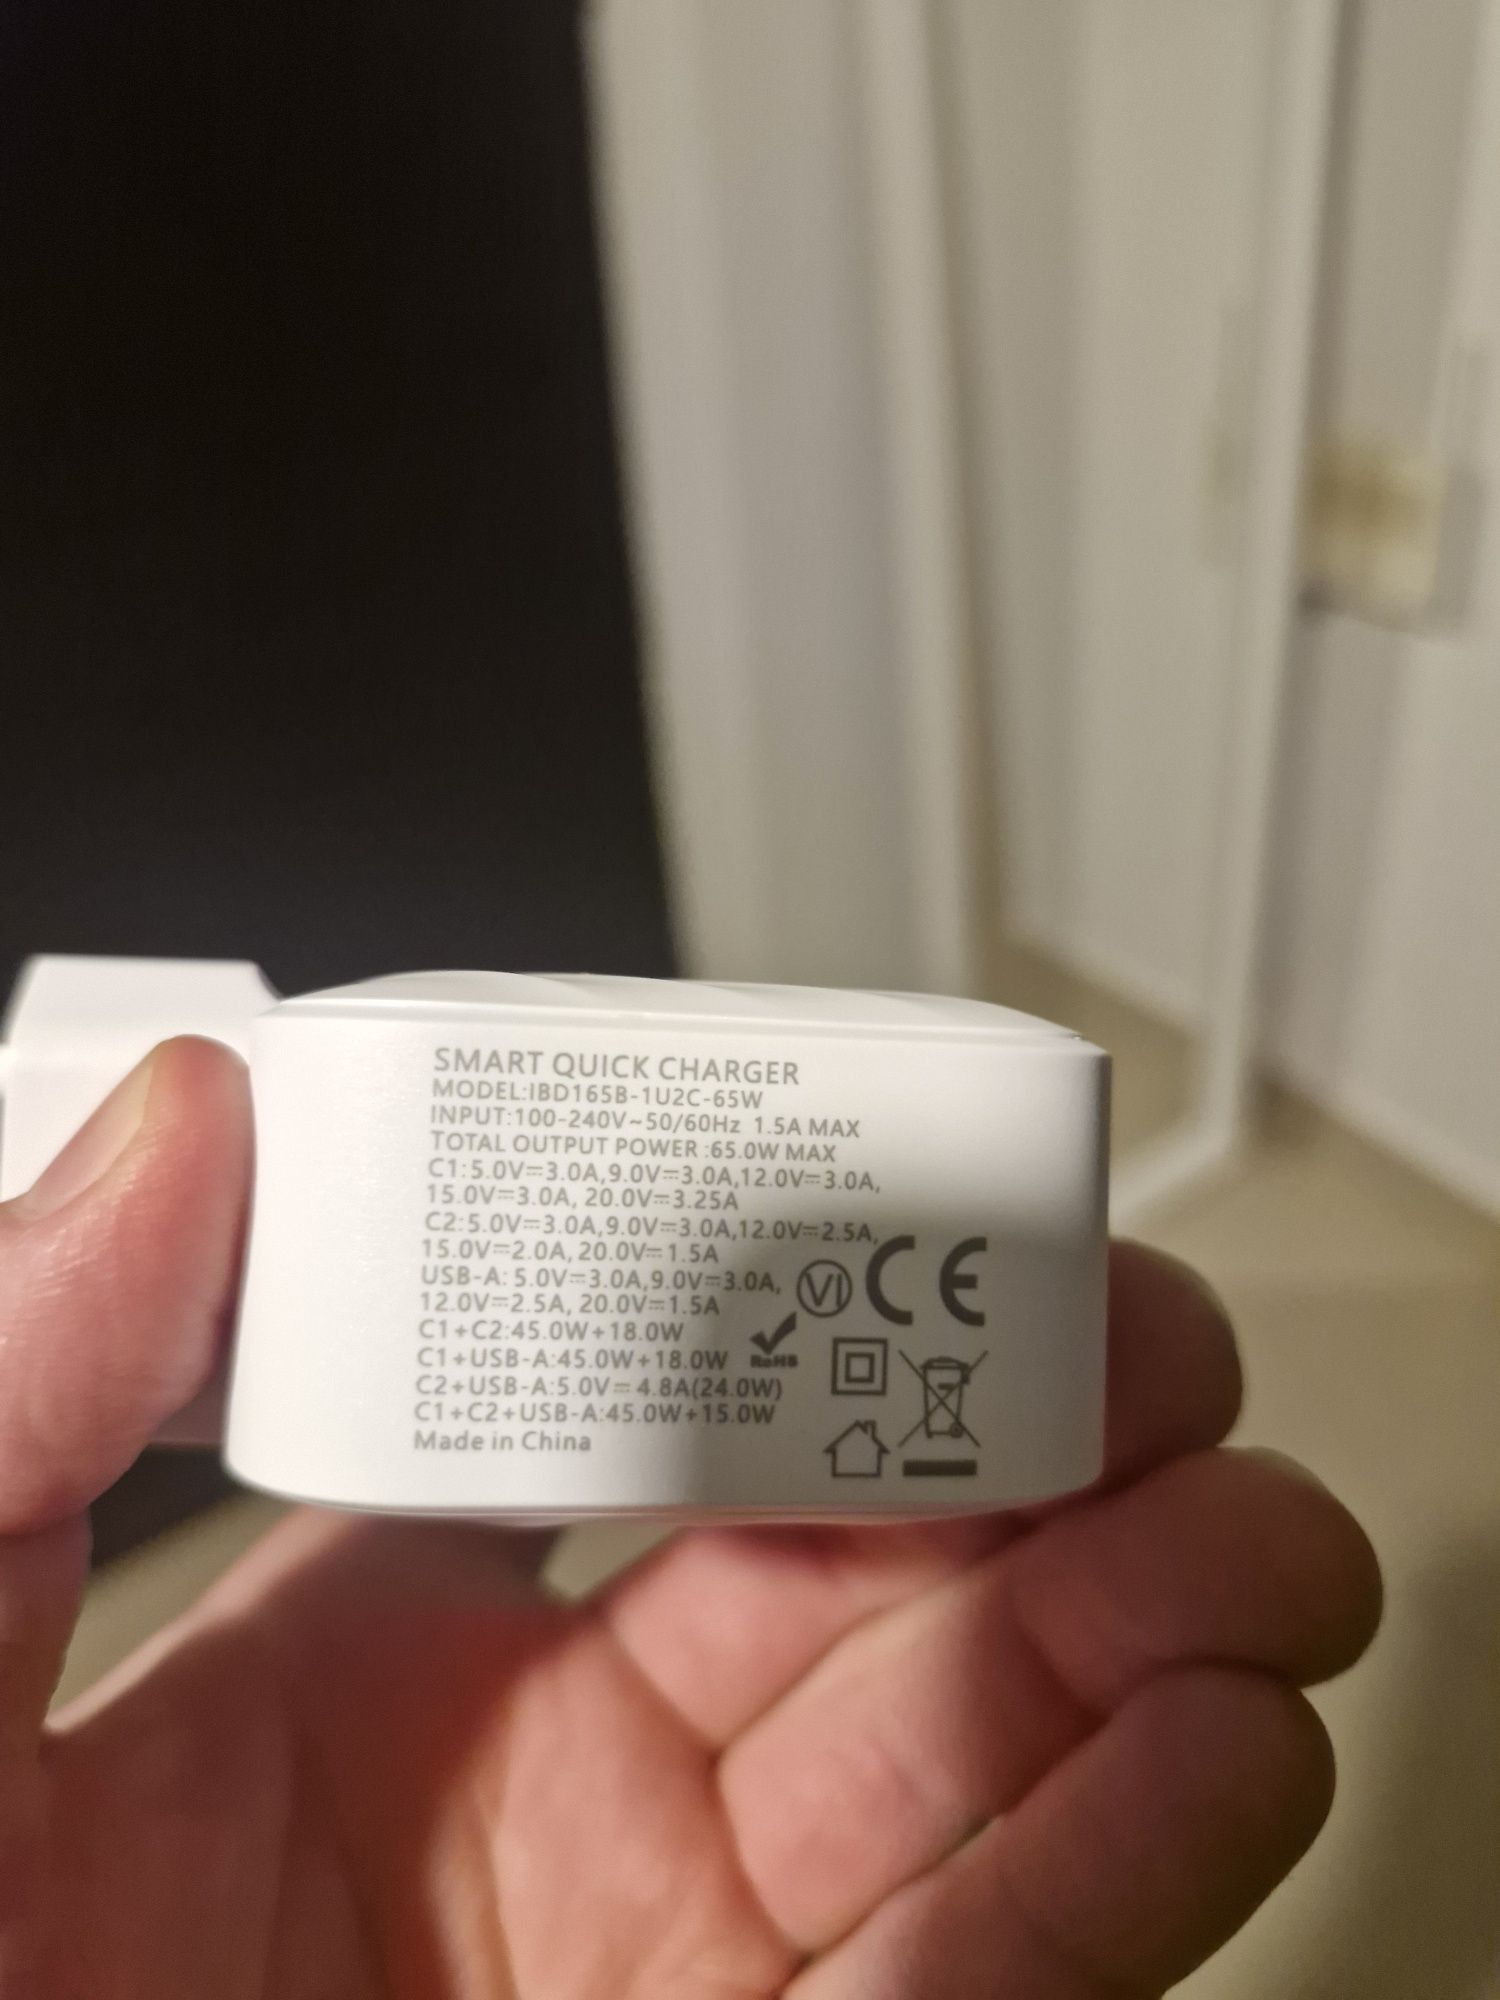 SMART QUICK CHARGER
MODEL:IBD165B-1U2C-65W
INPUT:100-240V~50/60Hz 1.5A MAX
TOTAL OUTPUT POWER :65.0W MAX
C1:5.0V⎓3.0A,9.0V⎓3.0A,12.0V⎓3.0A,
15.0V⎓3.0A, 20.0V⎓3.25A
C2:5.0V⎓3.0A,9.0V⎓3.0A,12.0V⎓2.5A,
15.0V⎓2.0A, 20.0V⎓1.5A
USB-A: 5.0V⎓3.0A,9.0V⎓3.0A,
12.0V⎓2.5A, 20.0V⎓1.5A
VI CE
C1+C2:45.0W+18.0W
C1+USB-A:45.0W+18.0W
RoHS
C2+USB-A:5.0V⎓4.8A(24.0W)
C1+C2+USB-A:45.0W+15.0W
Made in China